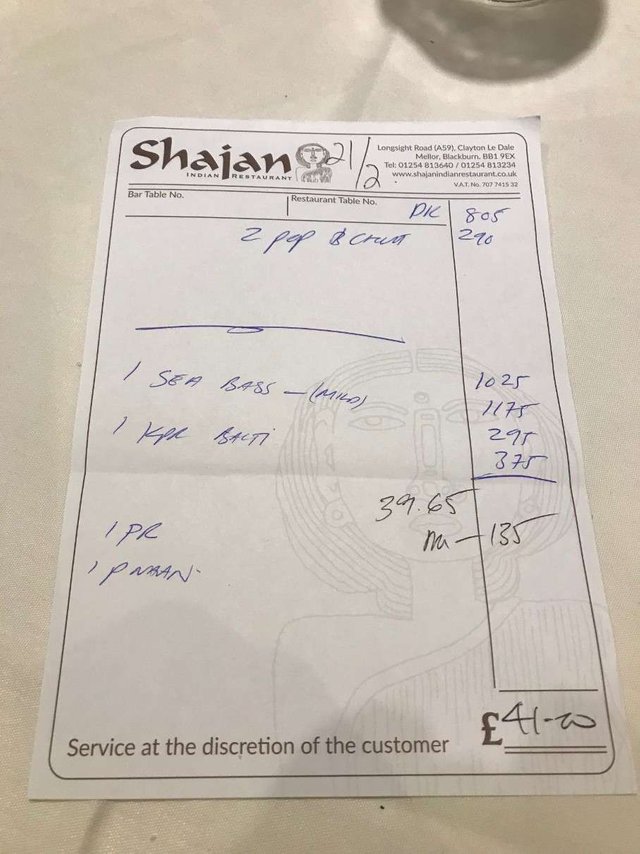 Shajan
INDIAN RESTAURANT
21/2
Longsight Road (A59), Clayton Le Dale
Mellor, Blackburn. BB1 9EX
Tel: 01254 813640 / 01254 813234
www.shajanindianrestaurant.co.uk
V.A.T. No. 707 7415 32
Bar Table No.
Restaurant Table No.
DK 805
2 pop & chut 290
1 SEA BASS - (MILD) 1025
1175
1 KPR BALTI 295
375
39.65
1 PR
135
1 P NAAN
Service at the discretion of the customer
£41-00